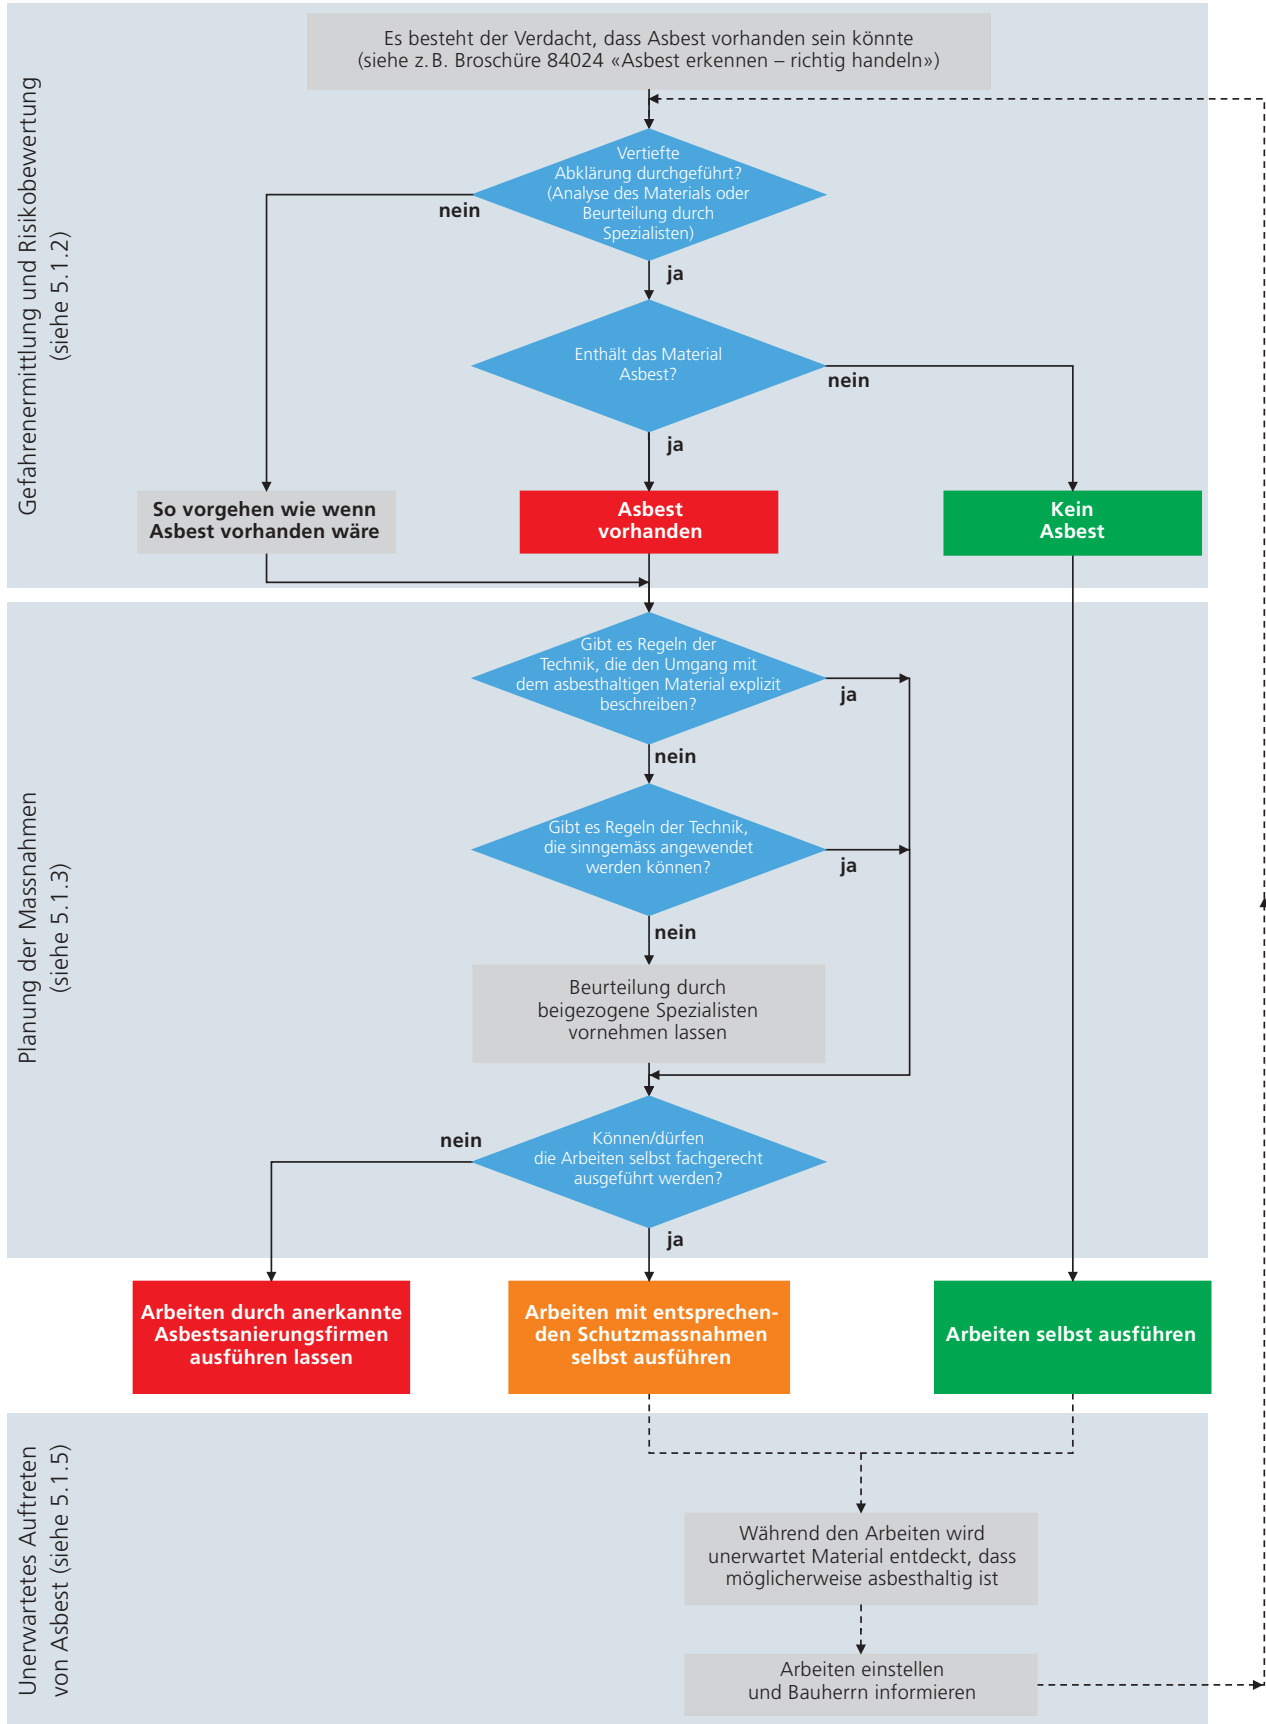 Es besteht der Verdacht, dass Asbest vorhanden sein könnte
(siehe z.B. Broschüre 84024 «Asbest erkennen – richtig handeln»)
Gefahrenermittlung und Risikobewertung
(siehe 5.1.2)
Vertiefte
Abklärung durchgeführt?
(Analyse des Materials oder
Beurteilung durch
Spezialisten)
nein
ja
Enthält das Material
Asbest?
nein
ja
So vorgehen wie wenn
Asbest vorhanden wäre
Asbest
vorhanden
Kein
Asbest
Planung der Massnahmen
(siehe 5.1.3)
Gibt es Regeln der
Technik, die den Umgang mit
dem asbesthaltigen Material explizit
beschreiben?
ja
nein
Gibt es Regeln der Technik,
die sinngemäss angewendet
werden können?
ja
nein
Beurteilung durch
beigezogene Spezialisten
vornehmen lassen
nein
Können/dürfen
die Arbeiten selbst fachgerecht
ausgeführt werden?
ja
Arbeiten durch anerkannte
Asbestsanierungsfirmen
ausführen lassen
Arbeiten mit entsprechen-
den Schutzmassnahmen
selbst ausführen
Arbeiten selbst ausführen
Unerwartetes Auftreten
von Asbest (siehe 5.1.5)
Während den Arbeiten wird
unerwartet Material entdeckt, dass
möglicherweise asbesthaltig ist
Arbeiten einstellen
und Bauherrn informieren